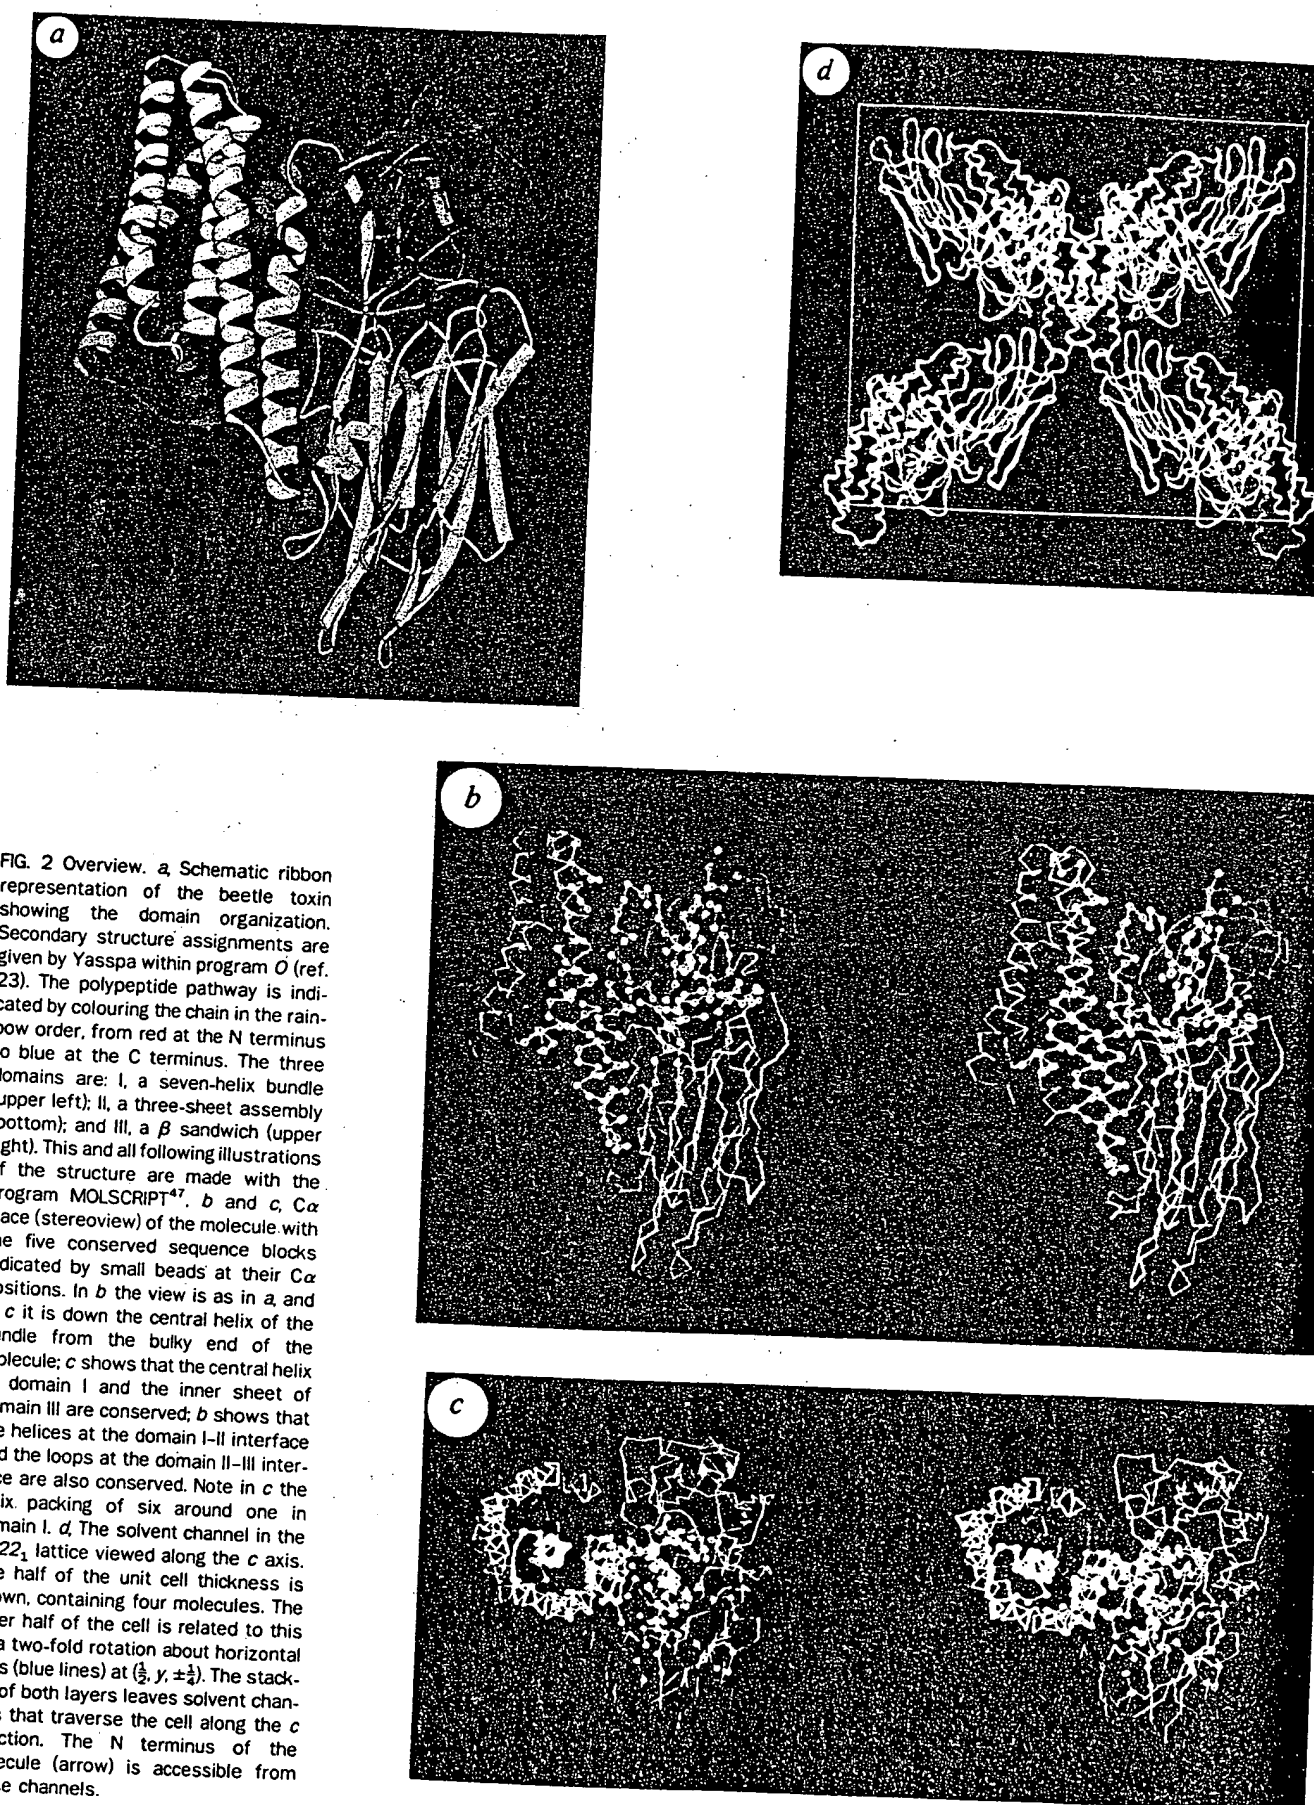 a
d
b
c
FIG. 2 Overview. a, Schematic ribbon
representation of the beetle toxin
showing the domain organization.
Secondary structure assignments are
given by Yasspa within program O (ref.
23). The polypeptide pathway is indi-
cated by colouring the chain in the rain-
bow order, from red at the N terminus
o blue at the C terminus. The three
domains are: I, a seven-helix bundle
upper left); II, a three-sheet assembly
bottom); and III, a β sandwich (upper
ght). This and all following illustrations
f the structure are made with the
rogram MOLSCRIPT⁴⁷. b and c, Cα
ace (stereoview) of the molecule with
he five conserved sequence blocks
dicated by small beads at their Cα
ositions. In b the view is as in a, and
c it is down the central helix of the
undle from the bulky end of the
olecule; c shows that the central helix
domain I and the inner sheet of
main III are conserved; b shows that
e helices at the domain I–II interface
d the loops at the domain II–III inter-
ce are also conserved. Note in c the
ix packing of six around one in
main I. d, The solvent channel in the
22₁ lattice viewed along the c axis.
e half of the unit cell thickness is
own, containing four molecules. The
er half of the cell is related to this
a two-fold rotation about horizontal
s (blue lines) at (½, y, ±¼). The stack-
of both layers leaves solvent chan-
s that traverse the cell along the c
ction. The N terminus of the
ecule (arrow) is accessible from
se channels.